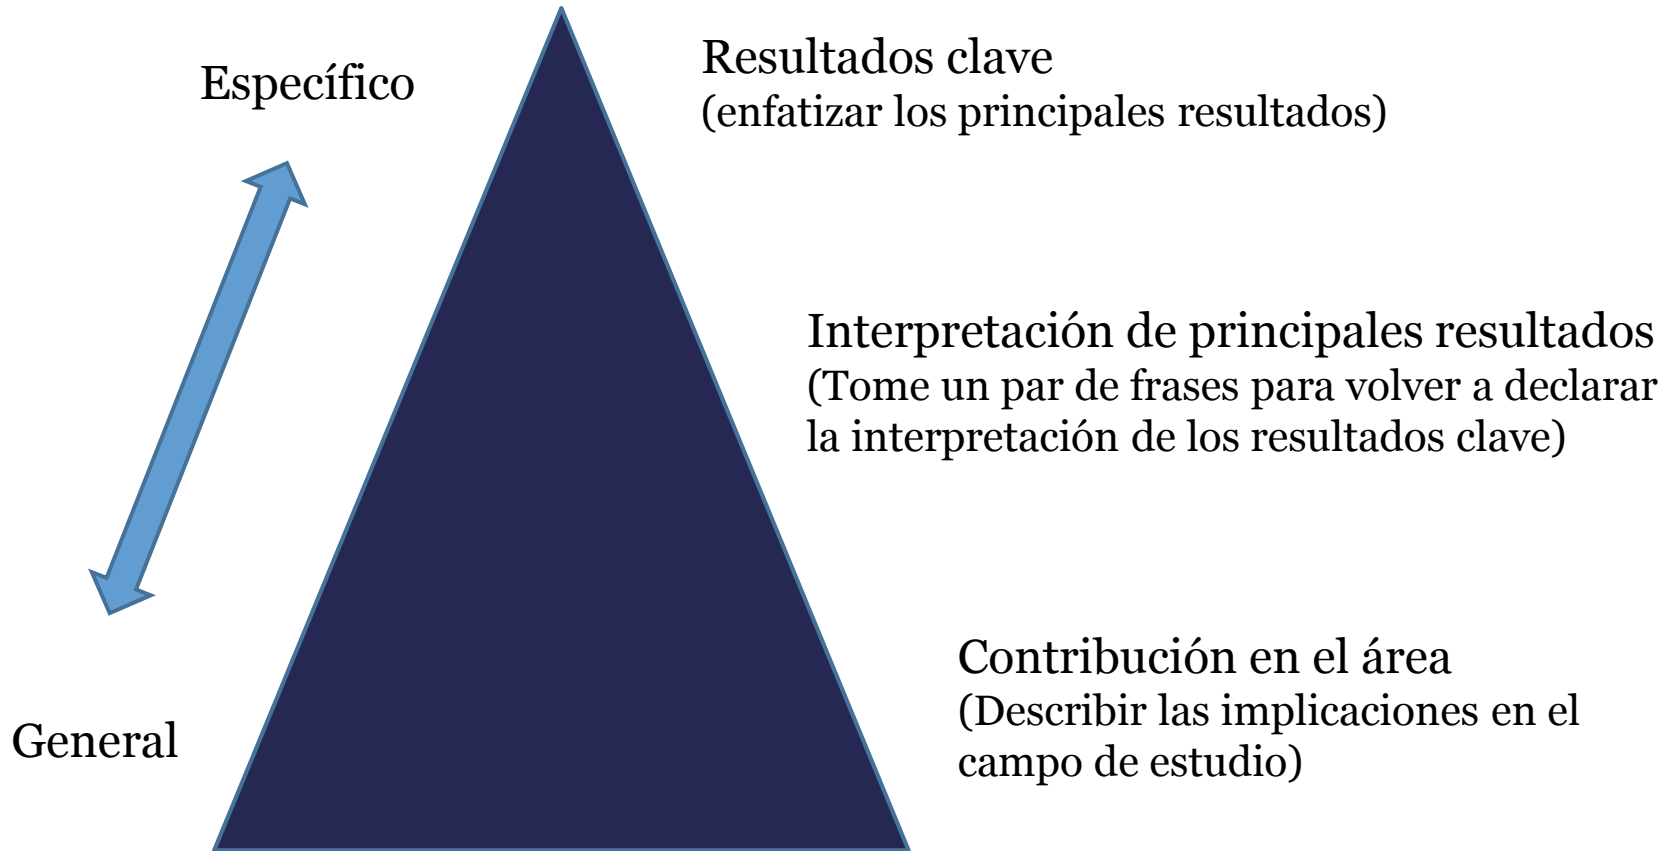 Específico
Resultados clave
(enfatizar los principales resultados)
Interpretación de principales resultados
(Tome un par de frases para volver a declarar
la interpretación de los resultados clave)
General
Contribución en el área
(Describir las implicaciones en el
campo de estudio)